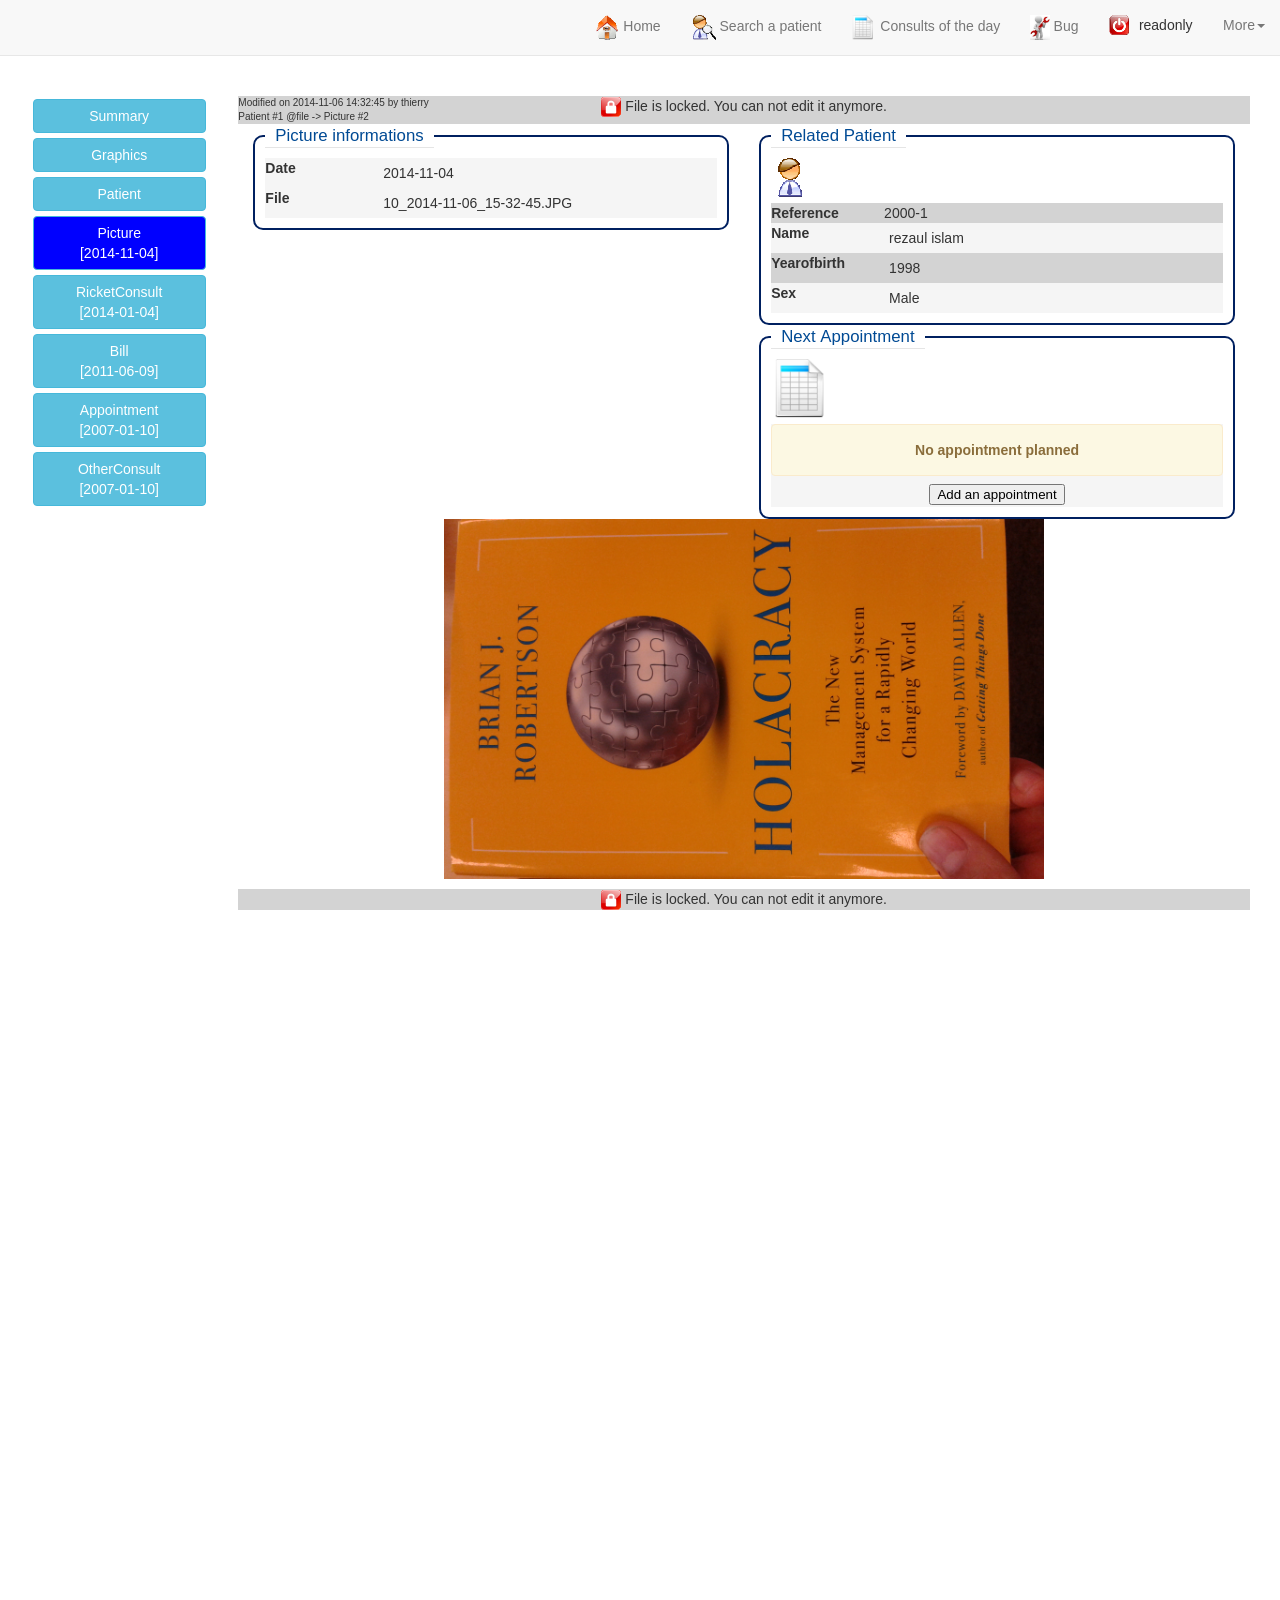 Home
Search a patient
Consults of the day
Bug
readonly
More
Summary
Graphics
Patient
Picture
[2014-11-04]
RicketConsult
[2014-01-04]
Bill
[2011-06-09]
Appointment
[2007-01-10]
OtherConsult
[2007-01-10]
Modified on 2014-11-06 14:32:45 by thierry
Patient #1 @file -> Picture #2
File is locked. You can not edit it anymore.
Picture informations
Date 2014-11-04
File 10_2014-11-06_15-32-45.JPG
Related Patient
Reference 2000-1
Name rezaul islam
Yearofbirth 1998
Sex Male
Next Appointment
No appointment planned
Add an appointment
BRIAN J.
ROBERTSON
HOLACRACY
The New
Management System
for a Rapidly
Changing World
Foreword by DAVID ALLEN,
author of Getting Things Done
File is locked. You can not edit it anymore.